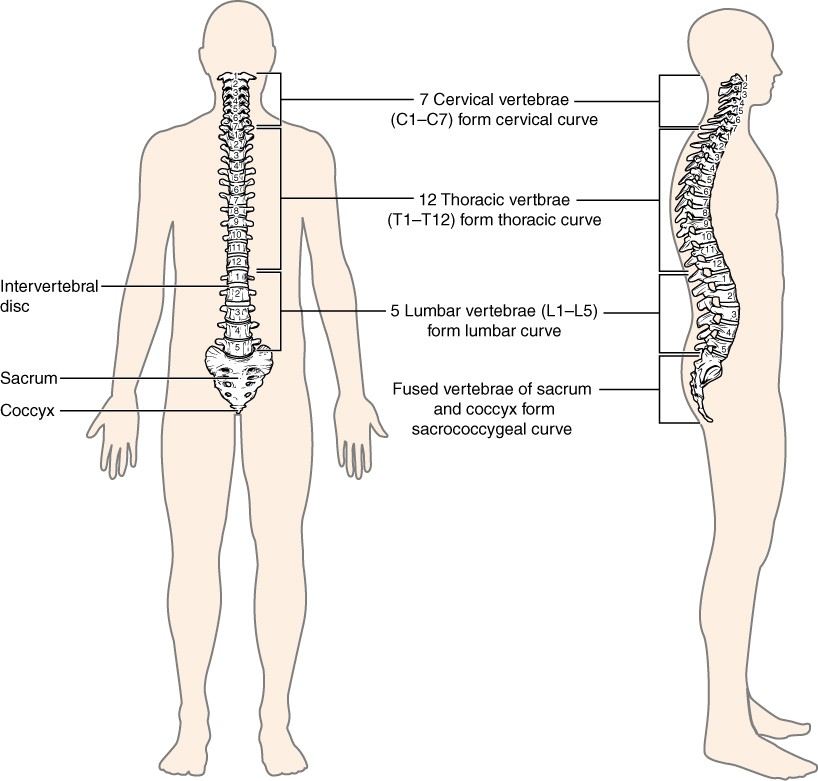 7 Cervical vertebrae
(C1–C7) form cervical curve
12 Thoracic vertbrae
(T1–T12) form thoracic curve
Intervertebral
disc
5 Lumbar vertebrae (L1–L5)
form lumbar curve
Sacrum
Coccyx
Fused vertebrae of sacrum
and coccyx form
sacrococcygeal curve